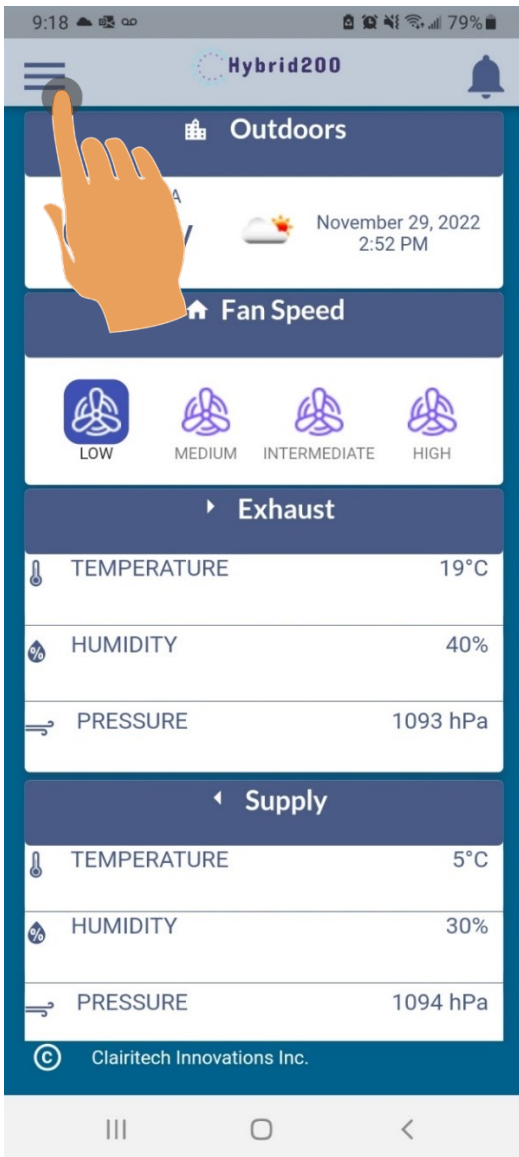 9:18 79%
Hybrid200
Outdoors
November 29, 2022
2:52 PM
Fan Speed
LOW MEDIUM INTERMEDIATE HIGH
Exhaust
TEMPERATURE 19°C
HUMIDITY 40%
PRESSURE 1093 hPa
Supply
TEMPERATURE 5°C
HUMIDITY 30%
PRESSURE 1094 hPa
© Clairitech Innovations Inc.